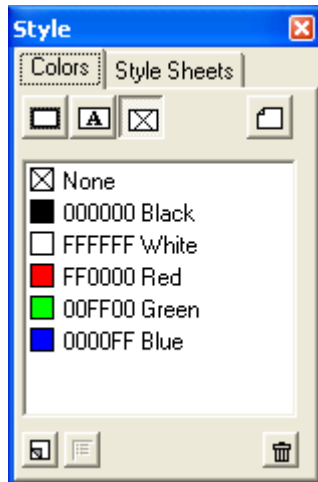 Style
Colors Style Sheets
A
None
000000 Black
FFFFFF White
FF0000 Red
00FF00 Green
0000FF Blue